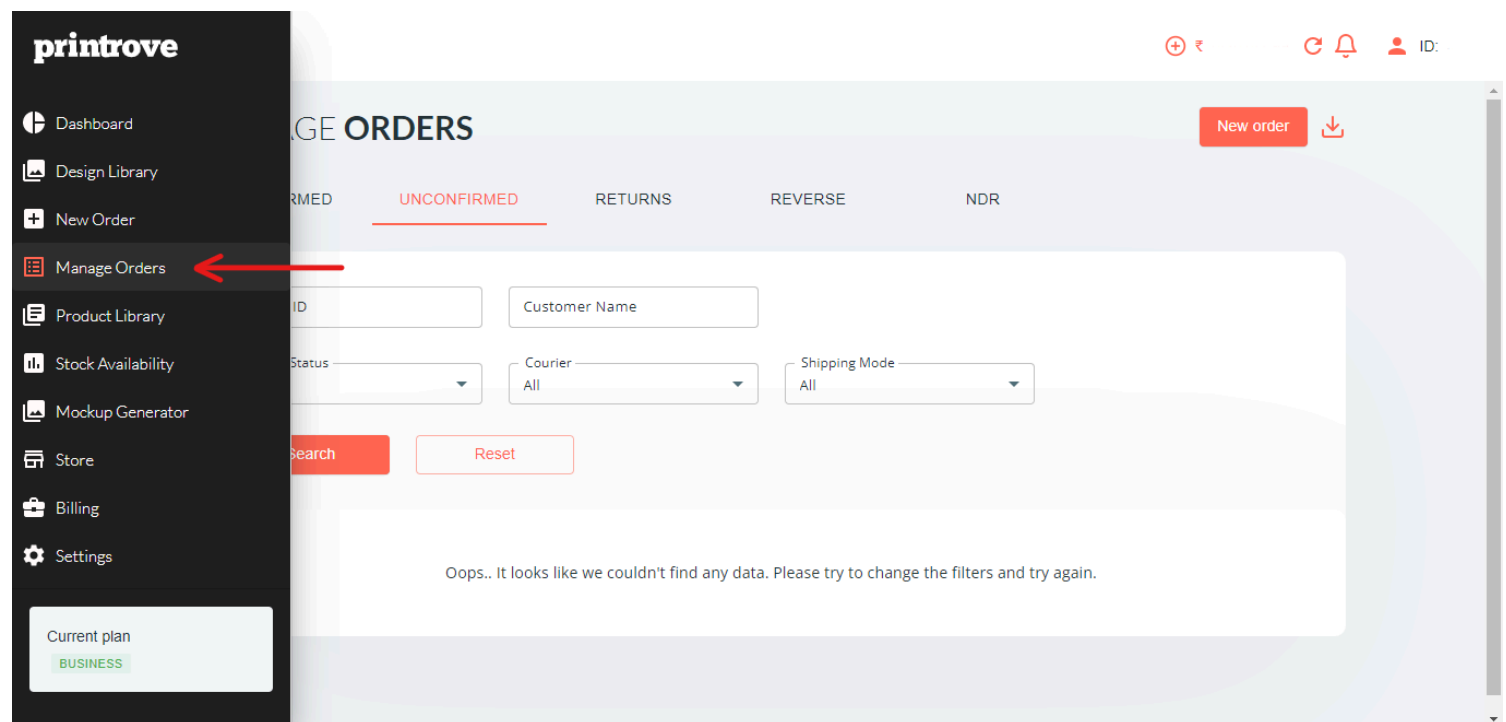 printrove
₹
ID:
Dashboard
Design Library
New Order
Manage Orders
Product Library
Stock Availability
Mockup Generator
Store
Billing
Settings
Current plan
BUSINESS
ORDERS
New order
UNCONFIRMED
RETURNS
REVERSE
NDR
ID
Customer Name
Status
Courier
All
Shipping Mode
All
Search
Reset
Oops.. It looks like we couldn't find any data. Please try to change the filters and try again.